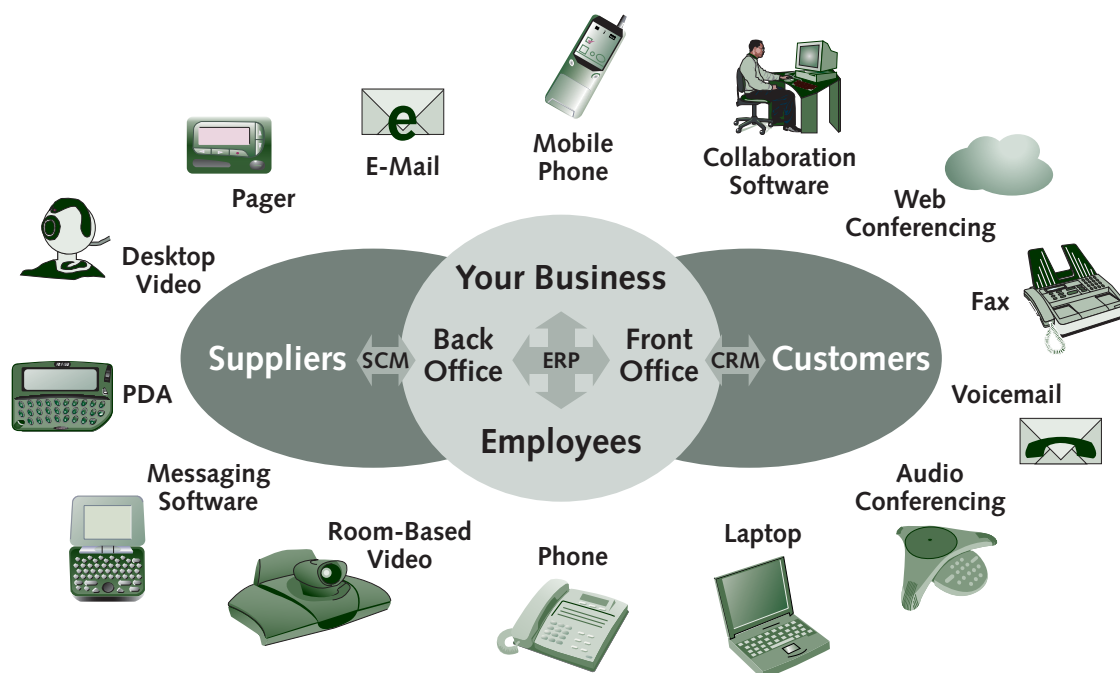 Mobile
Phone
Collaboration
Software
e
E-Mail
Pager
Web
Conferencing
Desktop
Video
Fax
Your Business
Suppliers
SCM
Back
Office
ERP
Front
Office
CRM
Customers
PDA
Voicemail
Employees
Messaging
Software
Audio
Conferencing
Room-Based
Video
Phone
Laptop